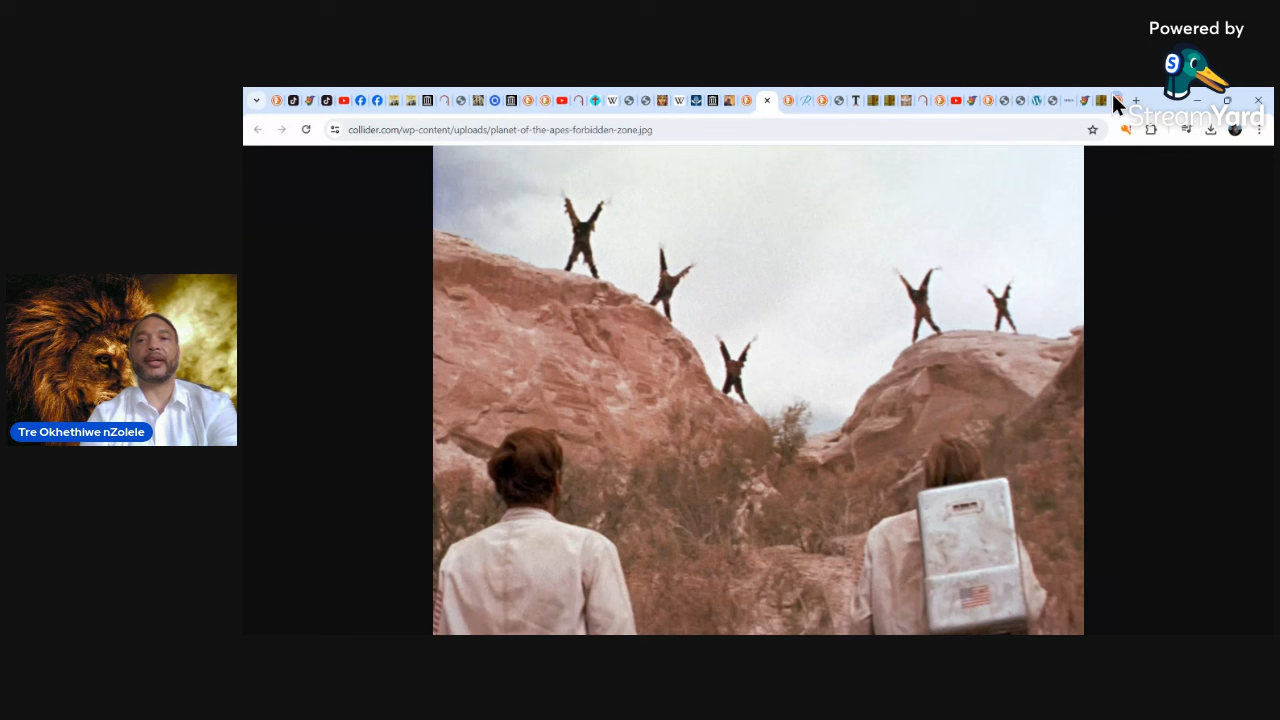 Powered by
S
StreamYard
collider.com/wp-content/uploads/planet-of-the-apes-forbidden-zone.jpg
Tre Okhethiwe nZolele